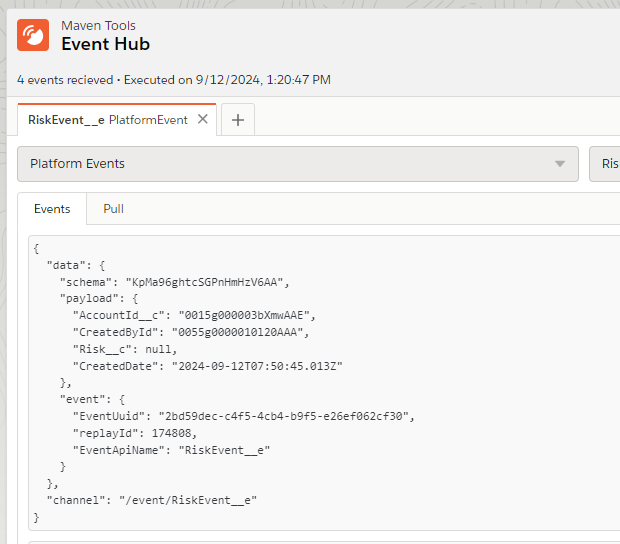 Maven Tools
Event Hub
4 events recieved • Executed on 9/12/2024, 1:20:47 PM
RiskEvent__e PlatformEvent
Platform Events
Ris
Events
Pull
{
  "data": {
    "schema": "KpMa96ghtcSGPnHmHzV6AA",
    "payload": {
      "AccountId__c": "0015g000003bXmwAAE",
      "CreatedById": "0055g0000010l20AAA",
      "Risk__c": null,
      "CreatedDate": "2024-09-12T07:50:45.013Z"
    },
    "event": {
      "EventUuid": "2bd59dec-c4f5-4cb4-b9f5-e26ef062cf30",
      "replayId": 174808,
      "EventApiName": "RiskEvent__e"
    }
  },
  "channel": "/event/RiskEvent__e"
}